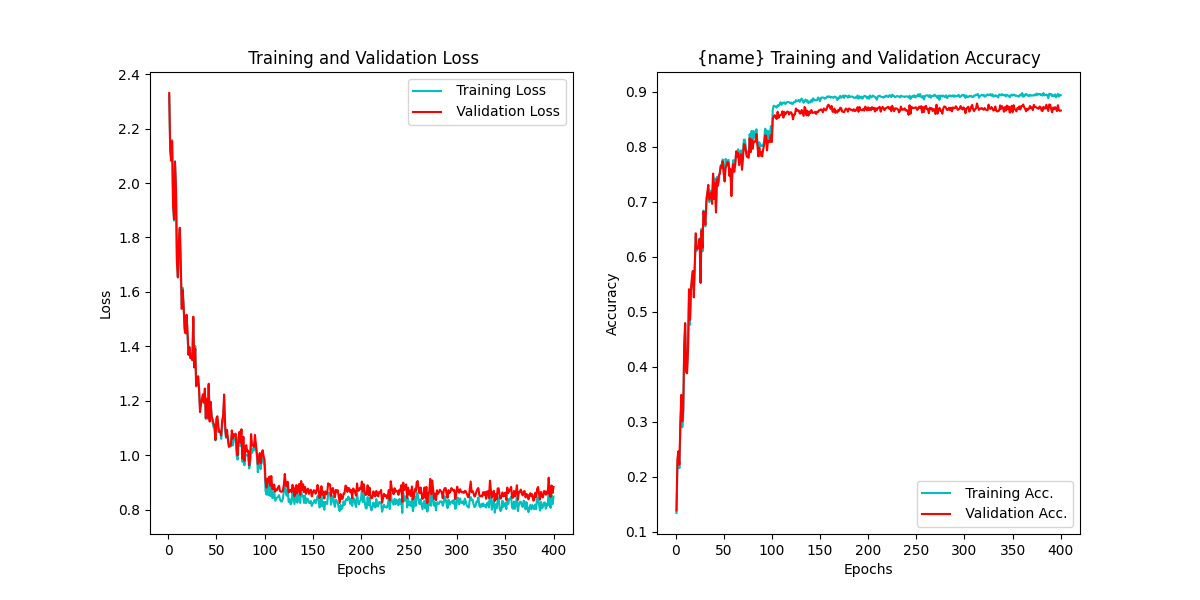 Training and Validation Loss
2.4
2.2
2.0
1.8
1.6
1.4
1.2
1.0
0.8
Loss
Training Loss
Validation Loss
0 50 100 150 200 250 300 350 400
Epochs
{name} Training and Validation Accuracy
0.9
0.8
0.7
0.6
0.5
0.4
0.3
0.2
0.1
Accuracy
Training Acc.
Validation Acc.
0 50 100 150 200 250 300 350 400
Epochs